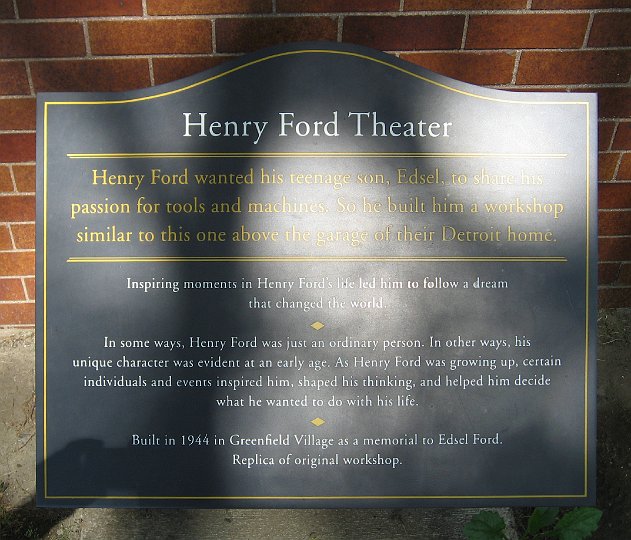 Henry Ford Theater
Henry Ford wanted his teenage son, Edsel, to share his
passion for tools and machines. So he built him a workshop
similar to this one above the garage of their Detroit home.
Inspiring moments in Henry Ford's life led him to follow a dream
that changed the world.
In some ways, Henry Ford was just an ordinary person. In other ways, his
unique character was evident at an early age. As Henry Ford was growing up, certain
individuals and events inspired him, shaped his thinking, and helped him decide
what he wanted to do with his life.
Built in 1944 in Greenfield Village as a memorial to Edsel Ford.
Replica of original workshop.